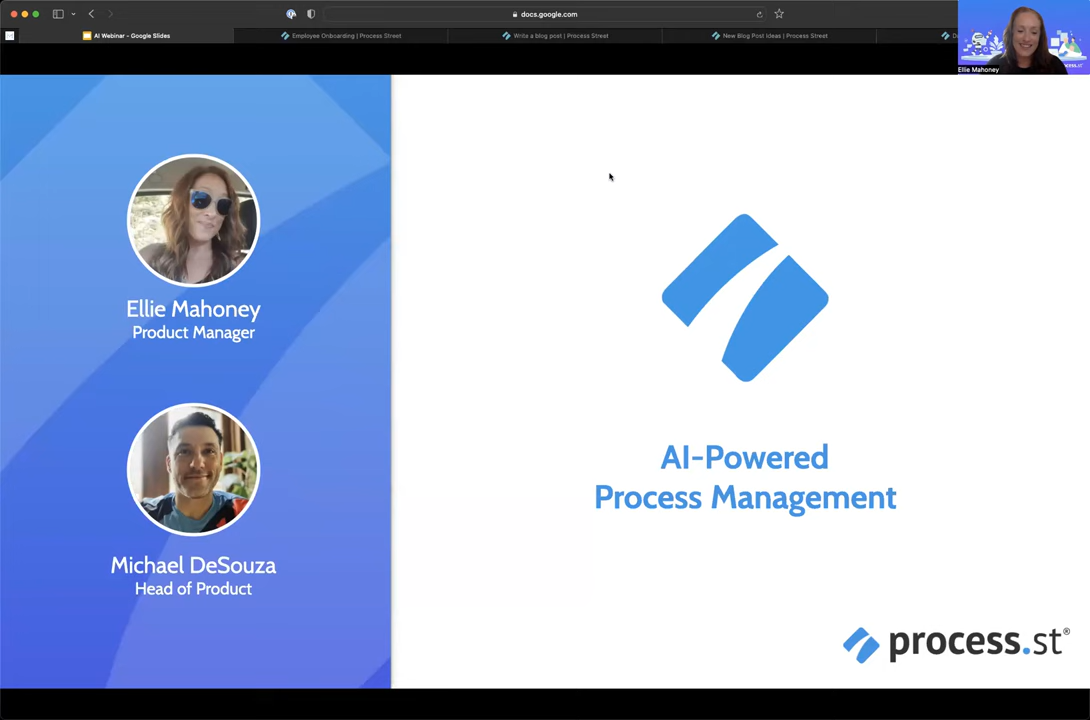 docs.google.com
AI Webinar - Google Slides
Employee Onboarding | Process Street
Write a blog post | Process Street
New Blog Post Ideas | Process Street
Ellie Mahoney
Ellie Mahoney
Product Manager
Michael DeSouza
Head of Product
AI-Powered
Process Management
process.st®